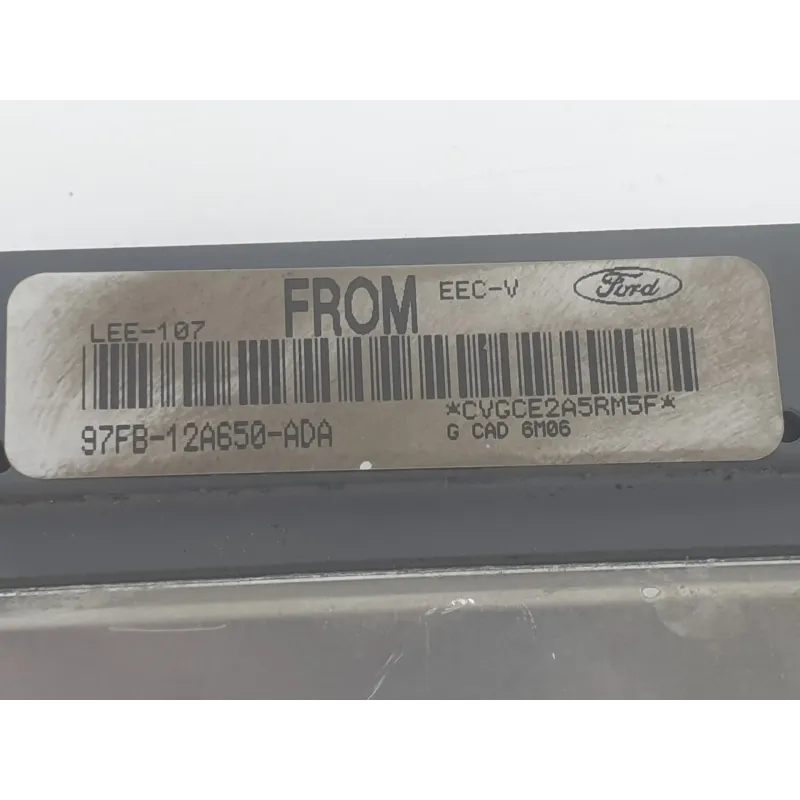 FROM EEC-V Ford
LEE-107
*CVGCE2A5RM5F*
97FB-12A650-ADA G CAD 6M06